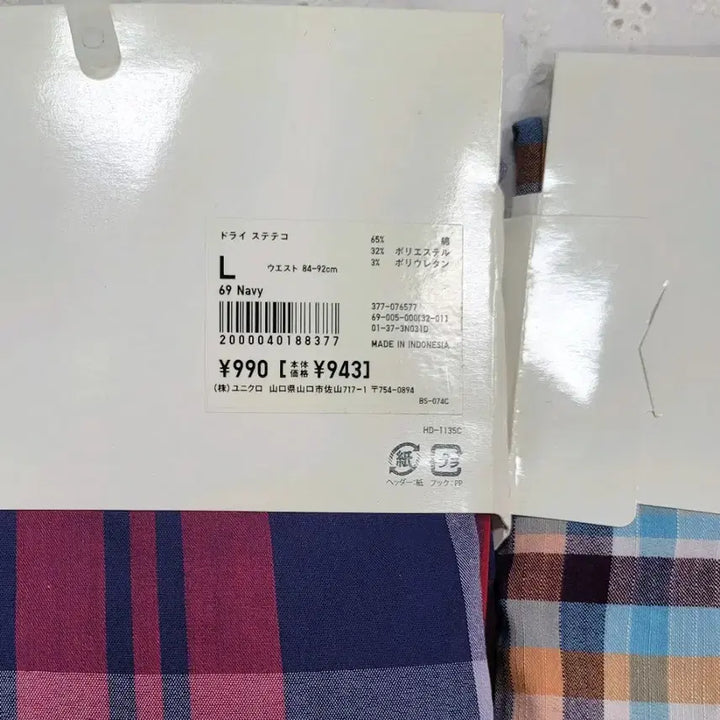 ドライ ステテコ
L ウエスト 84-92cm
69 Navy
2000040188377
¥990 [本体価格 ¥943]
(株)ユニクロ 山口県山口市佐山717-1 〒754-0894
65% 綿
32% ポリエステル
3% ポリウレタン
377-076577
69-005-000[32-01]
01-37-3N031D
MADE IN INDONESIA
BS-074C
HD-1135C
紙 プラ
ヘッダー:紙 フック:PP